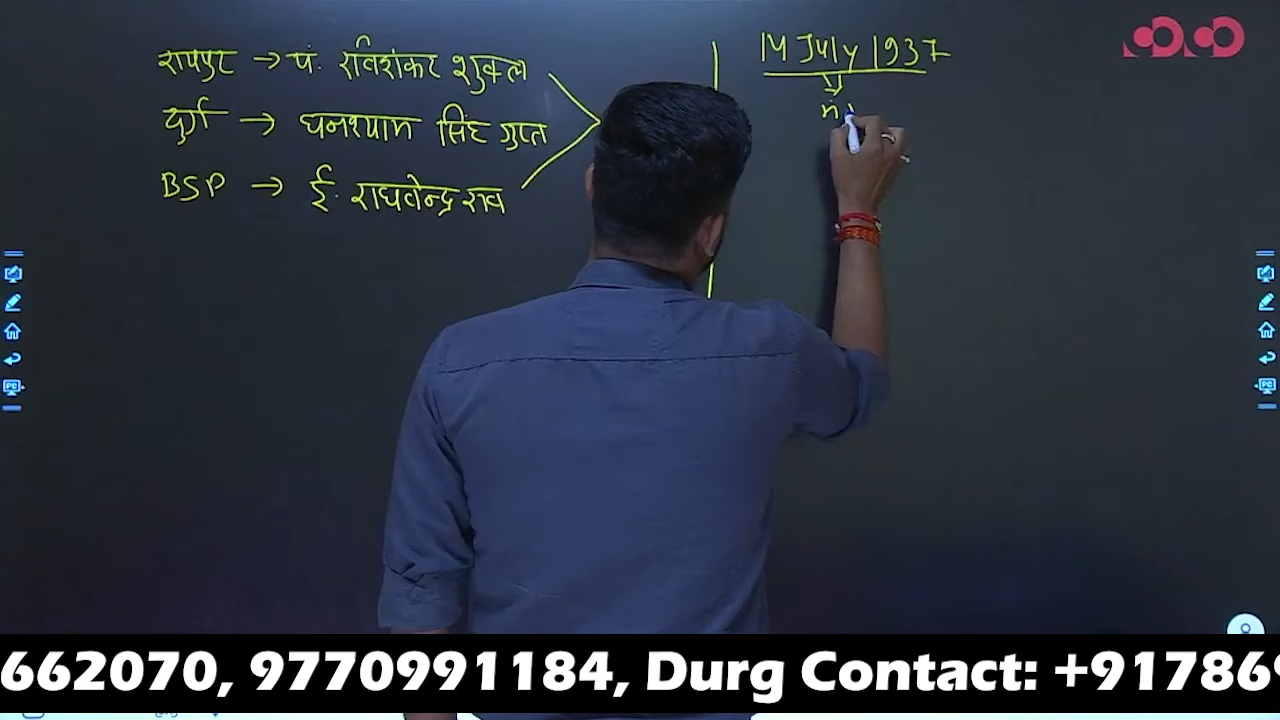 रायपुर → पं. रविशंकर शुक्ल
दुर्ग → घनश्याम सिंह गुप्त
BSP → ई. राघवेन्द्र राव
14 July 1937
662070, 9770991184, Durg Contact: +91786